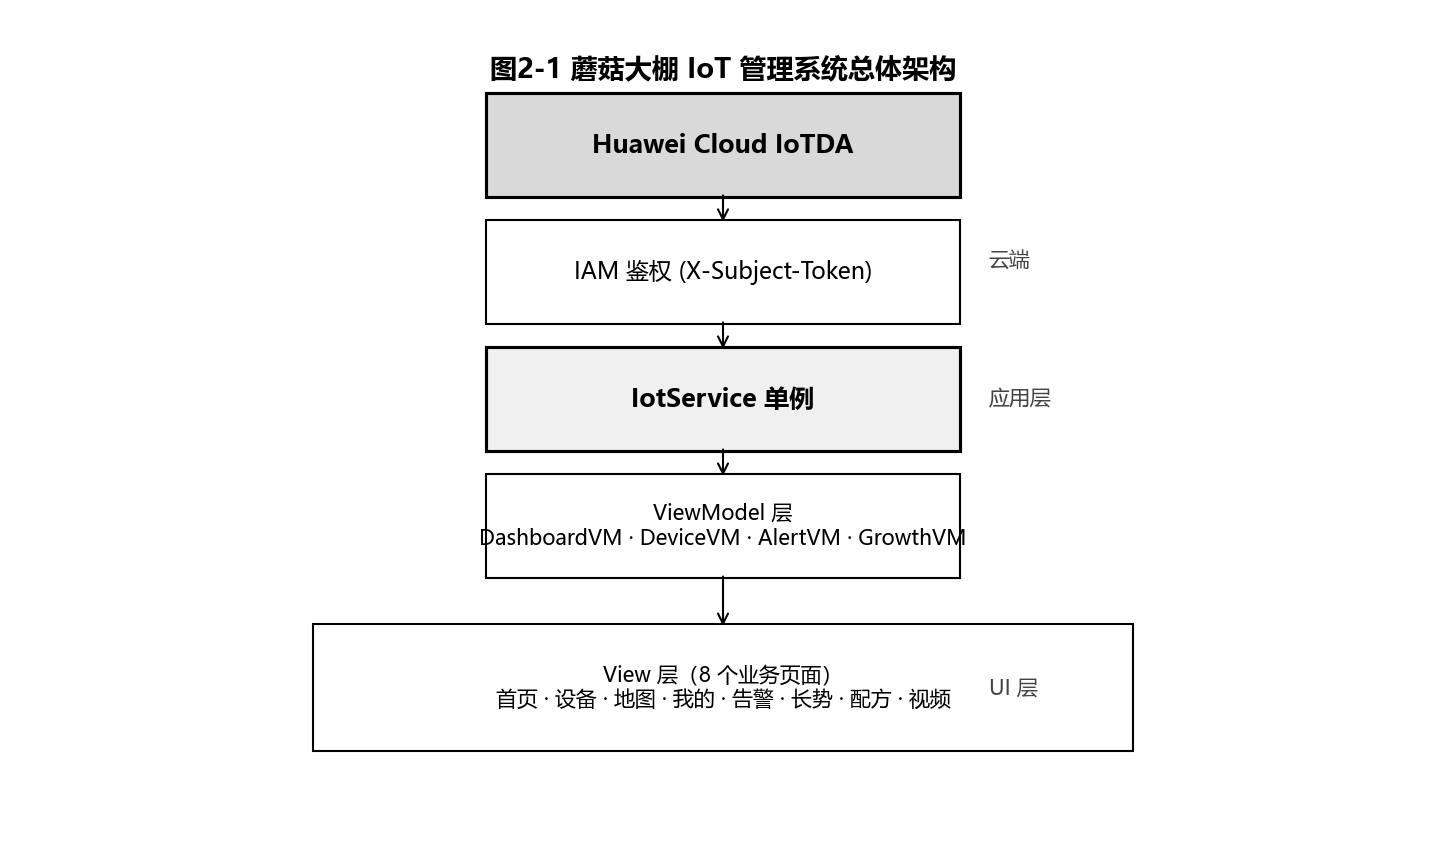 图2-1 蘑菇大棚 IoT 管理系统总体架构
Huawei Cloud IoTDA
IAM 鉴权 (X-Subject-Token)
云端
IotService 单例
应用层
ViewModel 层
DashboardVM · DeviceVM · AlertVM · GrowthVM
View 层（8 个业务页面）
首页 · 设备 · 地图 · 我的 · 告警 · 长势 · 配方 · 视频
UI 层